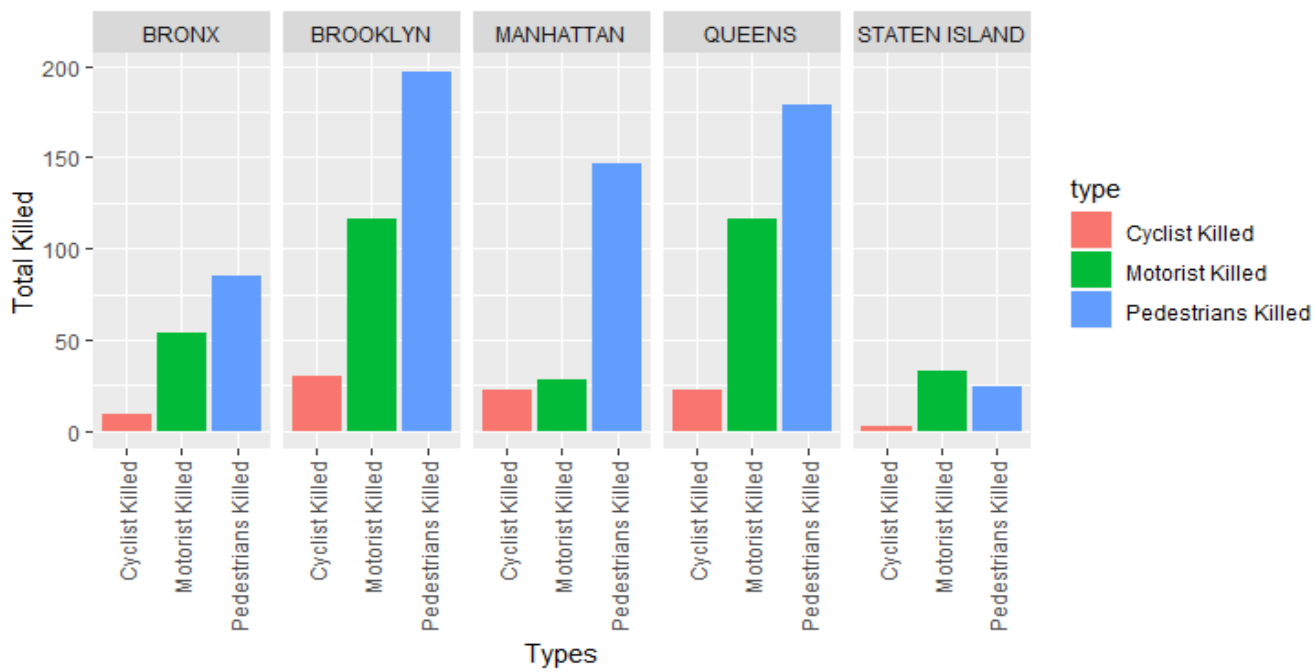 BRONX
BROOKLYN
MANHATTAN
QUEENS
STATEN ISLAND
Total Killed
200
150
100
50
0
Cyclist Killed
Motorist Killed
Pedestrians Killed
Cyclist Killed
Motorist Killed
Pedestrians Killed
Cyclist Killed
Motorist Killed
Pedestrians Killed
Cyclist Killed
Motorist Killed
Pedestrians Killed
Cyclist Killed
Motorist Killed
Pedestrians Killed
Types
type
Cyclist Killed
Motorist Killed
Pedestrians Killed